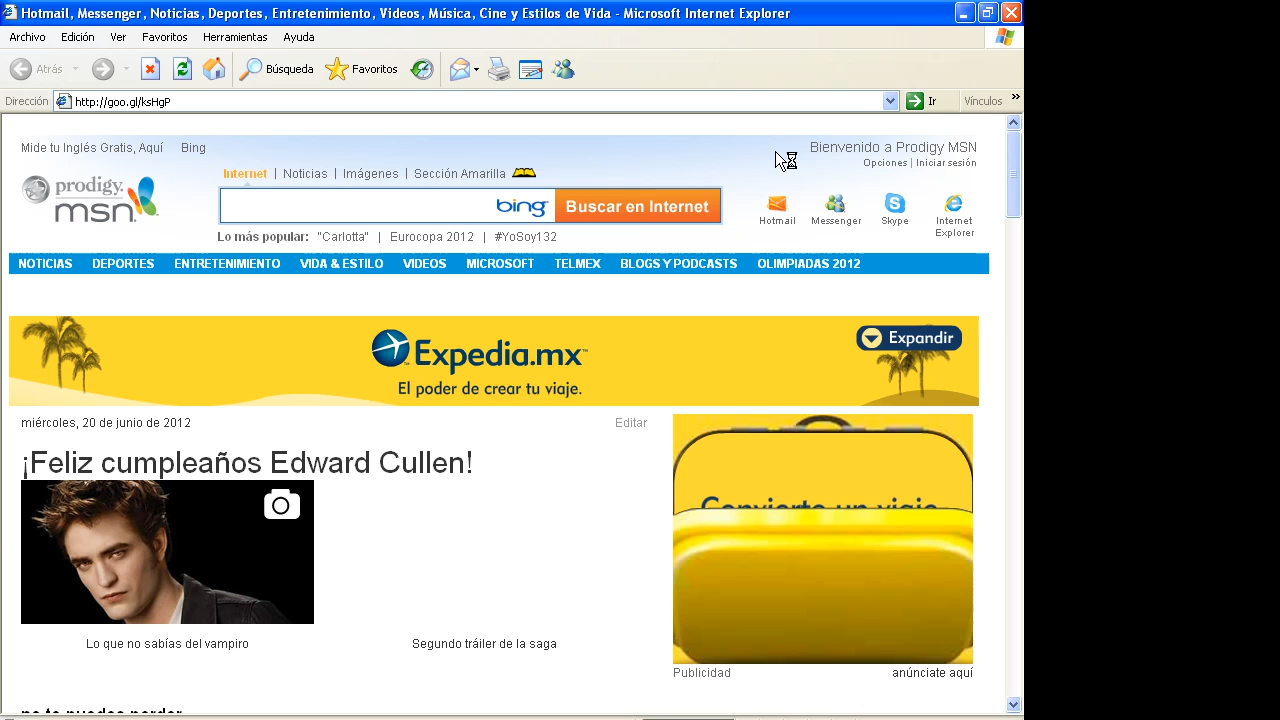 Hotmail, Messenger, Noticias, Deportes, Entretenimiento, Videos, Música, Cine y Estilos de Vida - Microsoft Internet Explorer
Archivo Edición Ver Favoritos Herramientas Ayuda
Atrás Búsqueda Favoritos
Dirección http://goo.gl/ksHgP Ir Vínculos »
Mide tu Inglés Gratis, Aquí Bing Bienvenido a Prodigy MSN
Opciones | Iniciar sesión
Internet | Noticias | Imágenes | Sección Amarilla
prodigy.
msn.
bing Buscar en Internet
Hotmail Messenger Skype Internet Explorer
Lo más popular: "Carlotta" | Eurocopa 2012 | #YoSoy132
NOTICIAS DEPORTES ENTRETENIMIENTO VIDA & ESTILO VIDEOS MICROSOFT TELMEX BLOGS Y PODCASTS OLIMPIADAS 2012
Expedia.mx™
Expandir
El poder de crear tu viaje.
miércoles, 20 de junio de 2012 Editar
¡Feliz cumpleaños Edward Cullen!
Convierte un viaje
Lo que no sabías del vampiro Segundo tráiler de la saga
Publicidad anúnciate aquí
no te puedes perder